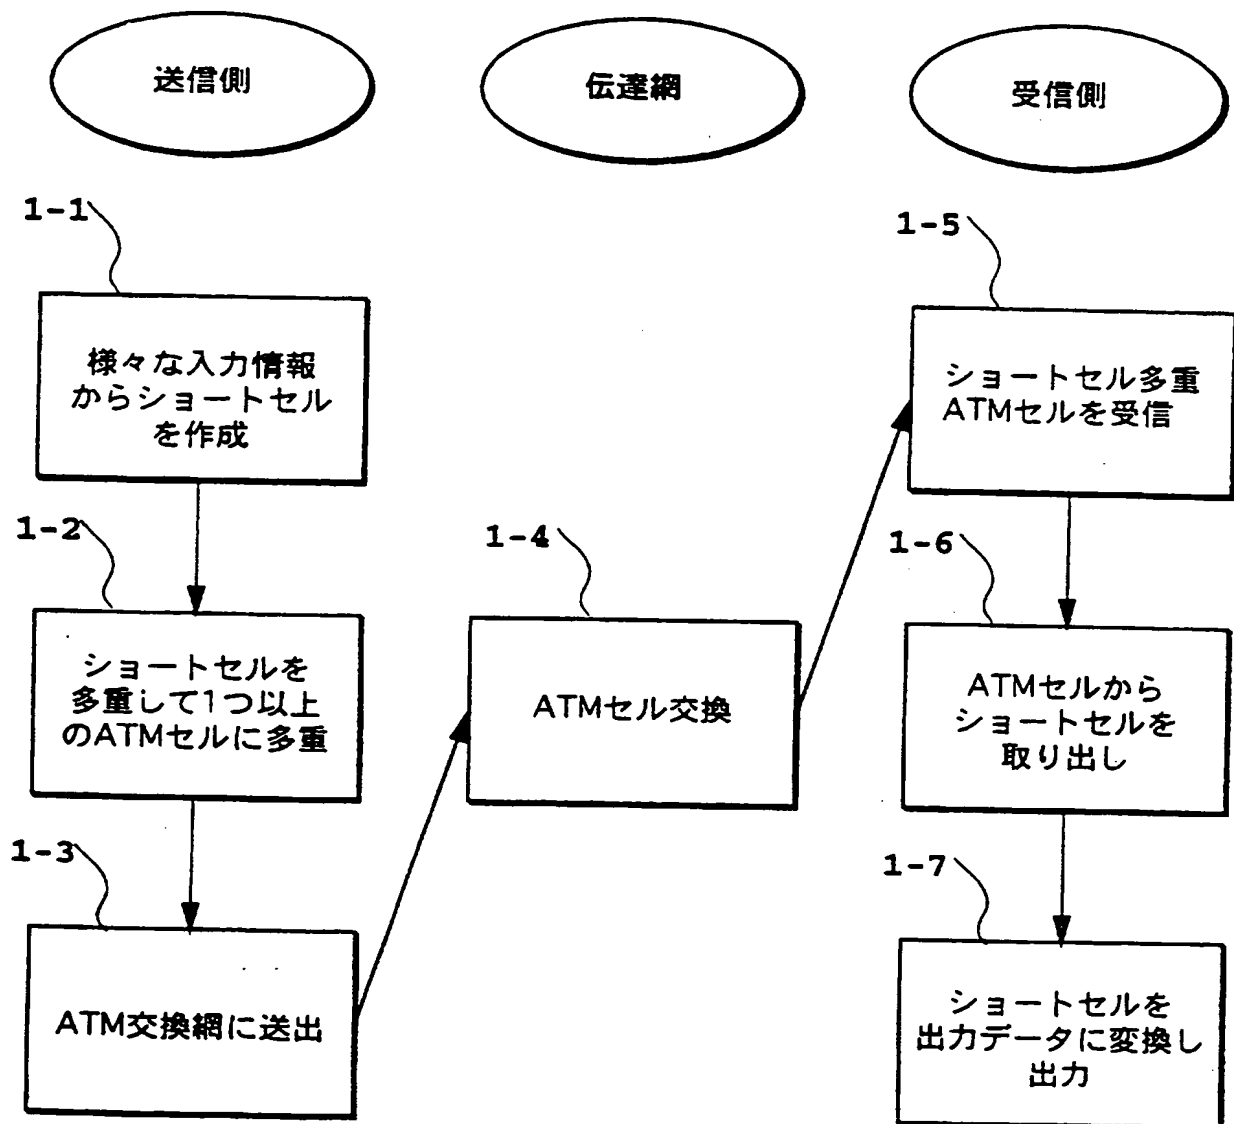 送信側
伝達網
受信側
1-1
様々な入力情報
からショートセル
を作成
1-2
ショートセルを
多重して1つ以上
のATMセルに多重
1-3
ATM交換網に送出
1-4
ATMセル交換
1-5
ショートセル多重
ATMセルを受信
1-6
ATMセルから
ショートセルを
取り出し
1-7
ショートセルを
出力データに変換し
出力